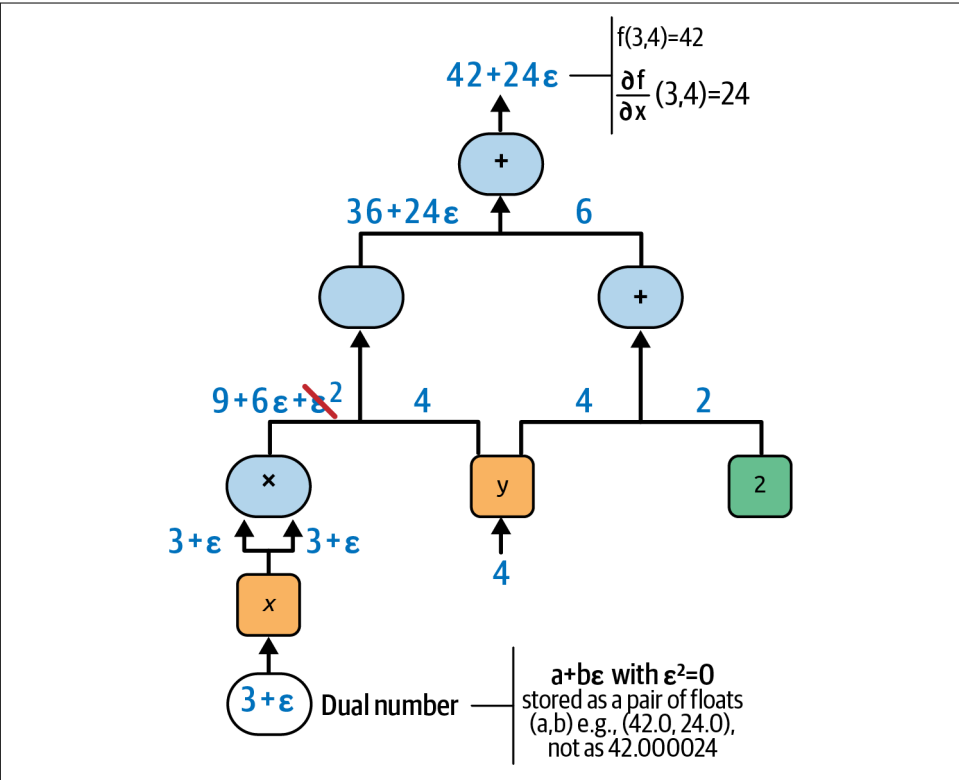 f(3,4)=42
42+24ε
∂f
∂x
(3,4)=24
+
36+24ε
6
+
9+6ε+ε²
4
4
2
×
y
2
3+ε
3+ε
4
x
3+ε
Dual number
a+bε with ε²=0
stored as a pair of floats
(a,b) e.g., (42.0, 24.0),
not as 42.000024